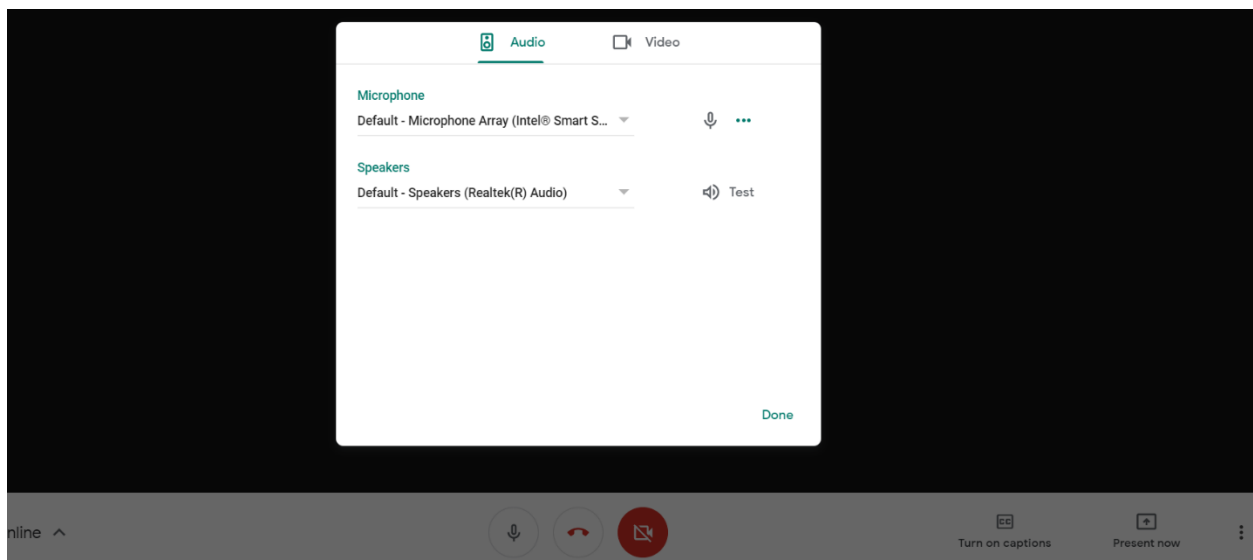 Audio Video
Microphone
Default - Microphone Array (Intel® Smart S...
Speakers
Default - Speakers (Realtek(R) Audio)
Test
Done
nline
CC
Turn on captions
Present now